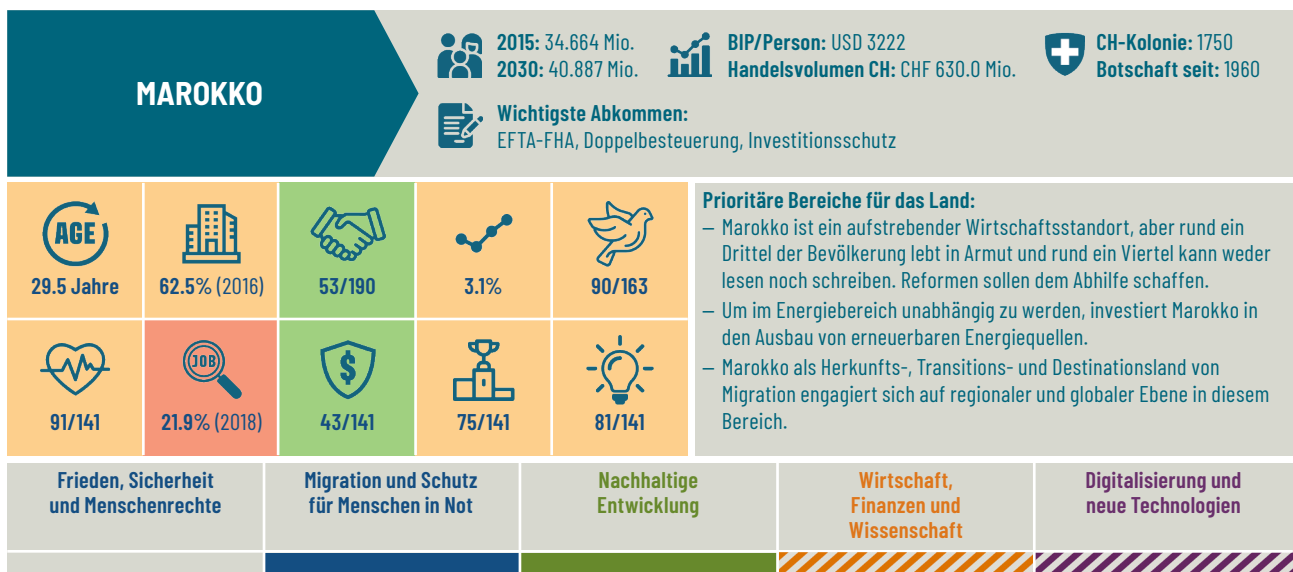 MAROKKO
2015: 34.664 Mio.
2030: 40.887 Mio.
BIP/Person: USD 3222
Handelsvolumen CH: CHF 630.0 Mio.
CH-Kolonie: 1750
Botschaft seit: 1960
Wichtigste Abkommen:
EFTA-FHA, Doppelbesteuerung, Investitionsschutz
AGE
29.5 Jahre
62.5% (2016)
53/190
3.1%
90/163
91/141
JOB
21.9% (2018)
$
43/141
75/141
81/141
Prioritäre Bereiche für das Land:
– Marokko ist ein aufstrebender Wirtschaftsstandort, aber rund ein
Drittel der Bevölkerung lebt in Armut und rund ein Viertel kann weder
lesen noch schreiben. Reformen sollen dem Abhilfe schaffen.
– Um im Energiebereich unabhängig zu werden, investiert Marokko in
den Ausbau von erneuerbaren Energiequellen.
– Marokko als Herkunfts-, Transitions- und Destinationsland von
Migration engagiert sich auf regionaler und globaler Ebene in diesem
Bereich.
Frieden, Sicherheit
und Menschenrechte
Migration und Schutz
für Menschen in Not
Nachhaltige
Entwicklung
Wirtschaft,
Finanzen und
Wissenschaft
Digitalisierung und
neue Technologien